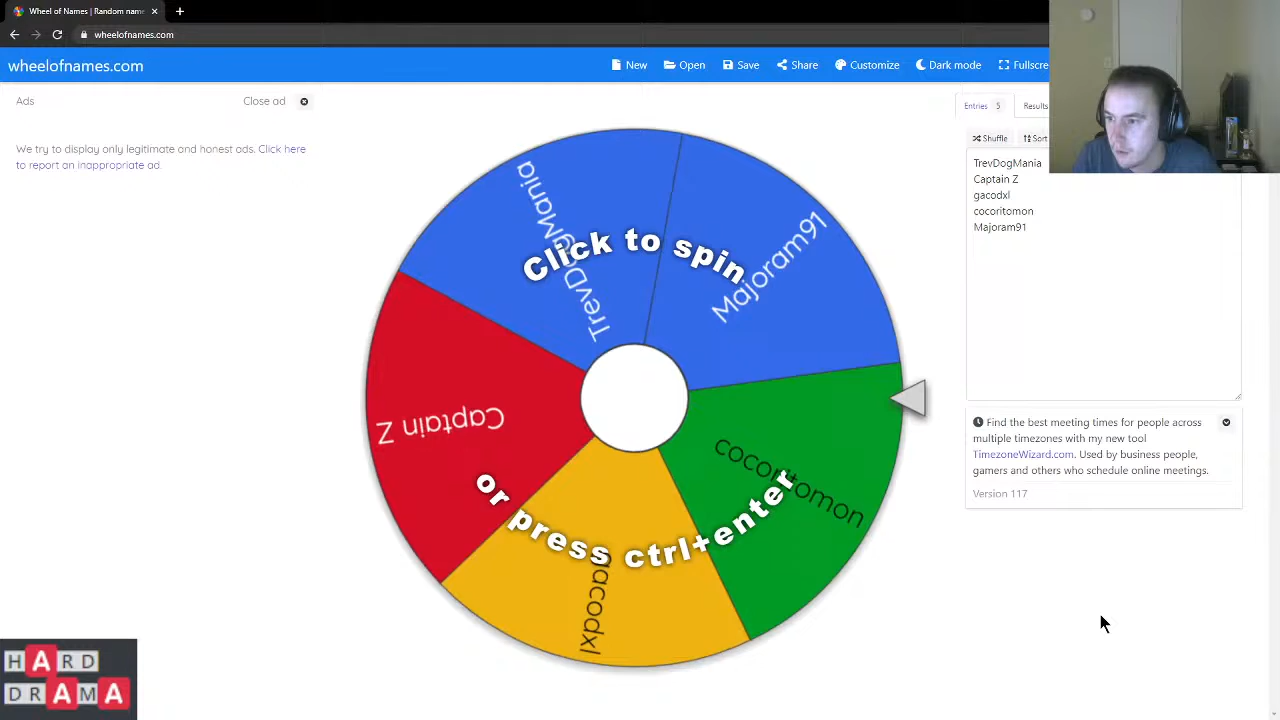 Wheel of Names | Random name
wheelofnames.com
wheelofnames.com
New
Open
Save
Share
Customize
Dark mode
Fullscre
Ads
Close ad
We try to display only legitimate and honest ads. Click here
to report an inappropriate ad.
Click to spin
or press ctrl+enter
TrevDogMania
Majoram91
Captain Z
cocoritomon
gacodxl
Entries 5
Results
Shuffle
Sort
TrevDogMania
Captain Z
gacodxl
cocoritomon
Majoram91
Find the best meeting times for people across
multiple timezones with my new tool
TimezoneWizard.com. Used by business people,
gamers and others who schedule online meetings.
Version 117
HARD
DRAMA